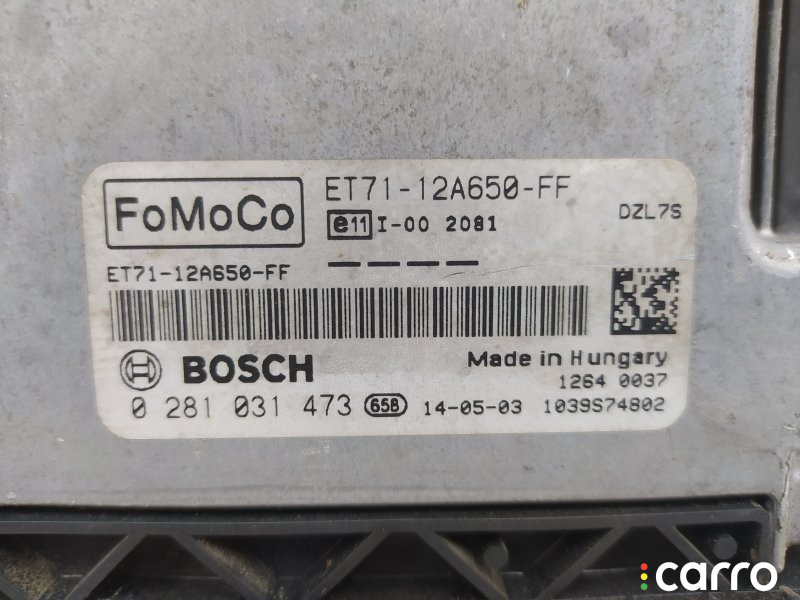 FoMoCo
ET71-12A650-FF
e11 I-00 2081
DZL7S
ET71-12A650-FF
BOSCH
Made in Hungary
1264 0037
0 281 031 473 658 14-05-03 1039S74802
carro